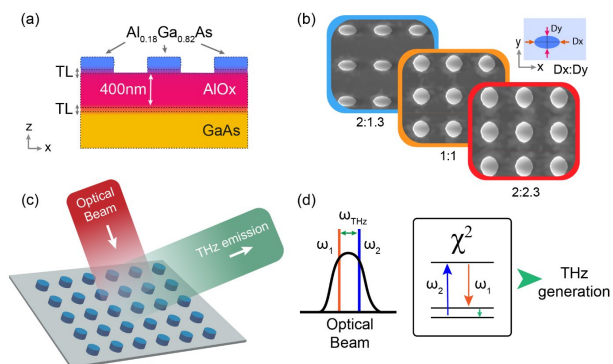 (a)
Al0.18Ga0.82As
TL
400nm
AlOx
TL
GaAs
z
x
(b)
Dy
Dx
y
x
Dx:Dy
2:1.3
1:1
2:2.3
(c)
Optical
Beam
THz emission
(d)
ωTHz
ω1
ω2
Optical
Beam
χ2
ω2
ω1
THz
generation